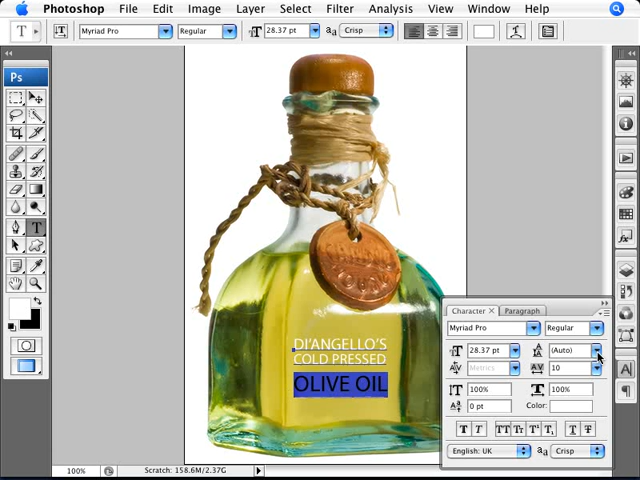 Photoshop File Edit Image Layer Select Filter Analysis View Window Help
T Myriad Pro Regular 28.37 pt aa Crisp
Ps
DI'ANGELLO'S
COLD PRESSED
OLIVE OIL
Character × Paragraph
Myriad Pro Regular
28.37 pt (Auto)
Metrics 10
100% 100%
0 pt Color:
English: UK aa Crisp
100% Scratch: 158.6M/2.37G